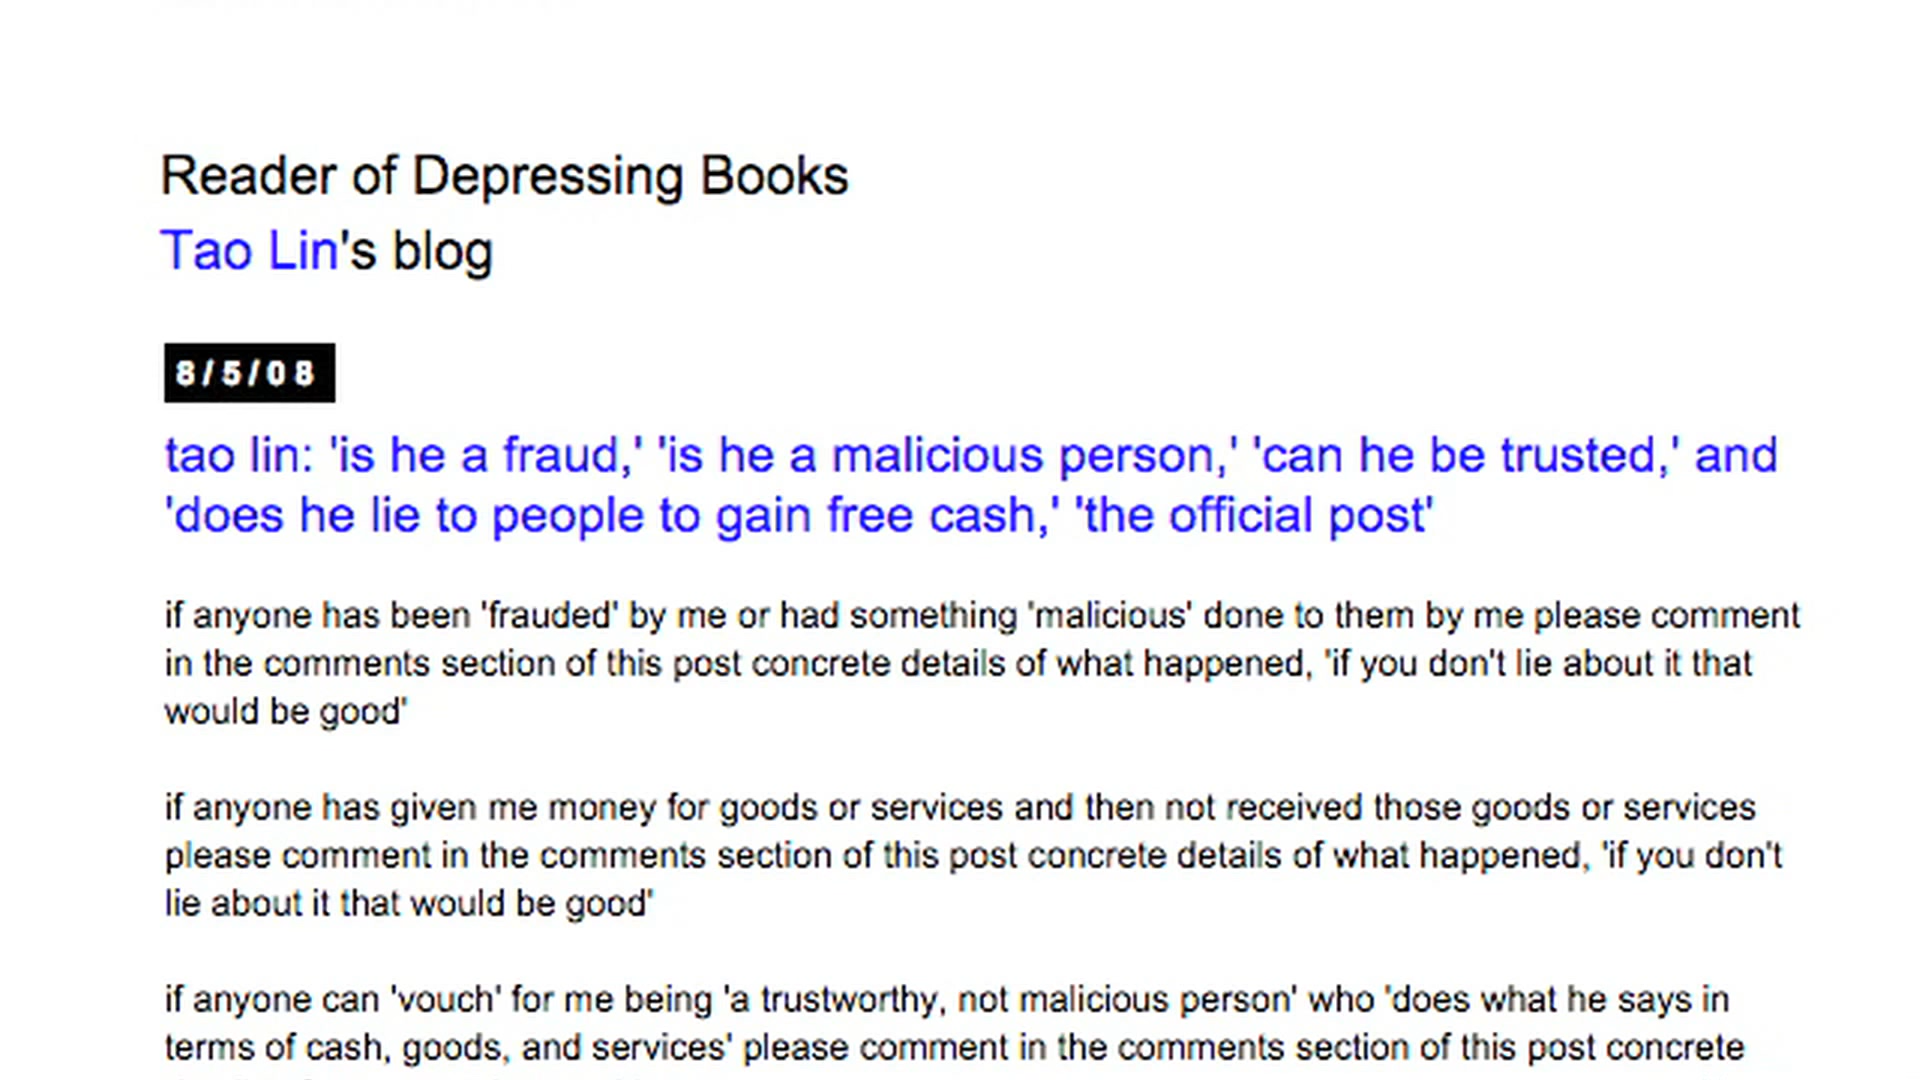 Reader of Depressing Books
Tao Lin's blog
8/5/08
tao lin: 'is he a fraud,' 'is he a malicious person,' 'can he be trusted,' and
'does he lie to people to gain free cash,' 'the official post'
if anyone has been 'frauded' by me or had something 'malicious' done to them by me please comment
in the comments section of this post concrete details of what happened, 'if you don't lie about it that
would be good'
if anyone has given me money for goods or services and then not received those goods or services
please comment in the comments section of this post concrete details of what happened, 'if you don't
lie about it that would be good'
if anyone can 'vouch' for me being 'a trustworthy, not malicious person' who 'does what he says in
terms of cash, goods, and services' please comment in the comments section of this post concrete